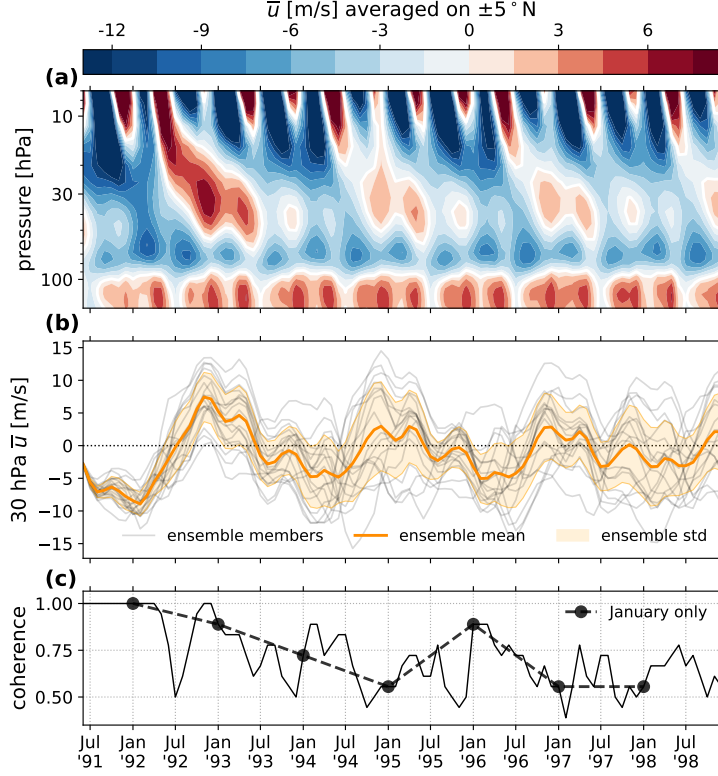 u̅ [m/s] averaged on ±5°N
-12 -9 -6 -3 0 3 6
(a)
pressure [hPa]
10
30
100
(b)
30 hPa u̅ [m/s]
15
10
5
0
−5
−10
−15
ensemble members ensemble mean ensemble std
(c)
coherence
1.00
0.75
0.50
January only
Jul Jan Jul Jan Jul Jan Jul Jan Jul Jan Jul Jan Jul Jan Jul
'91 '92 '92 '93 '93 '94 '94 '95 '95 '96 '96 '97 '97 '98 '98